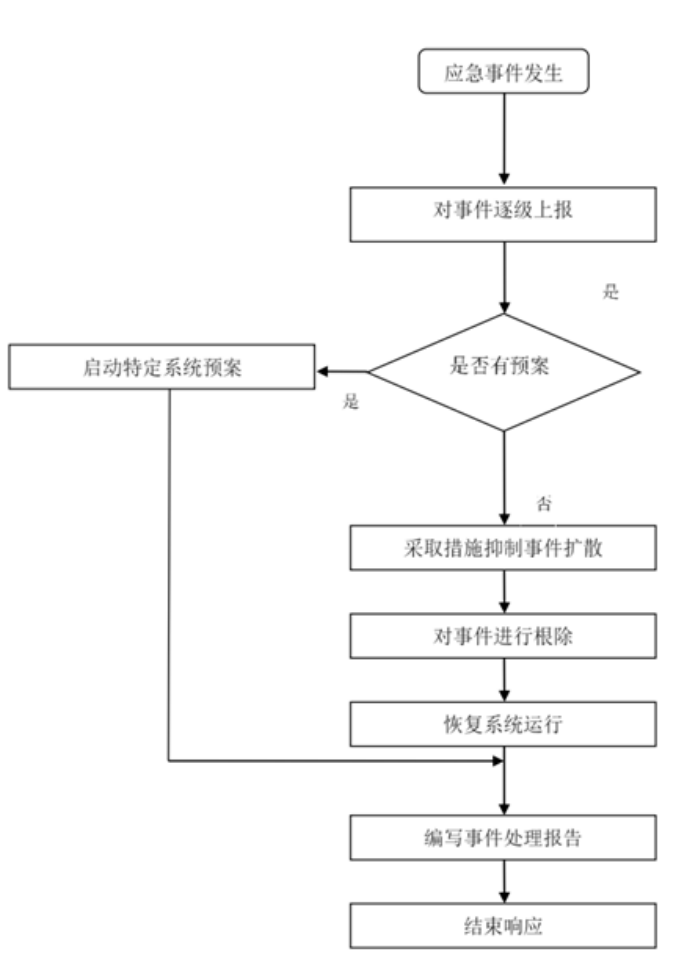 应急事件发生
对事件逐级上报
是
是否有预案
启动特定系统预案
是
否
采取措施抑制事件扩散
对事件进行根除
恢复系统运行
编写事件处理报告
结束响应